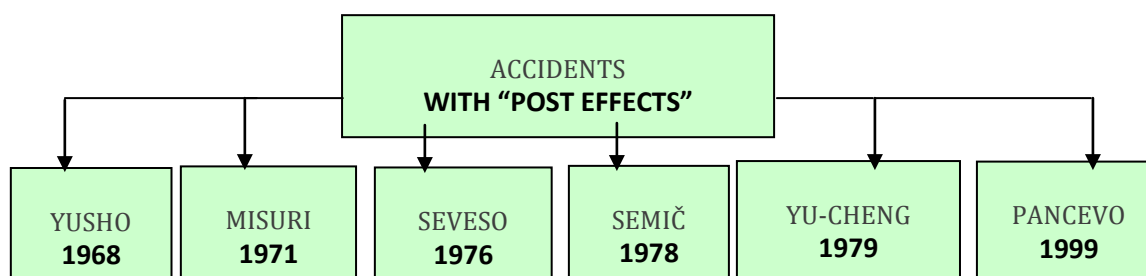 ACCIDENTS
WITH “POST EFFECTS”
YUSHO
1968
MISURI
1971
SEVESO
1976
SEMIČ
1978
YU-CHENG
1979
PANCEVO
1999